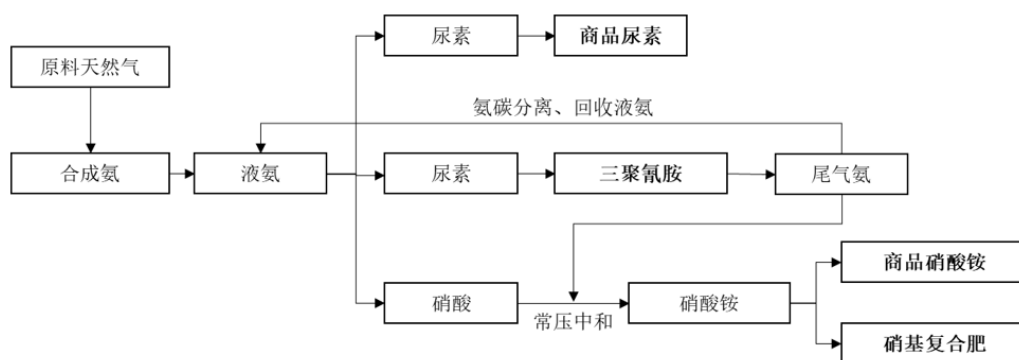 尿素
商品尿素
原料天然气
氨碳分离、回收液氨
合成氨
液氨
尿素
三聚氰胺
尾气氨
商品硝酸铵
硝酸
常压中和
硝酸铵
硝基复合肥